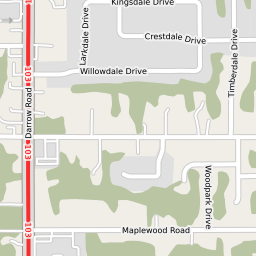 Kingsdale Drive
Larkdale Drive
Crestdale Drive
Willowdale Drive
Timberdale Drive
103
Darrow Road
103
Woodpark Drive
103
Maplewood Road